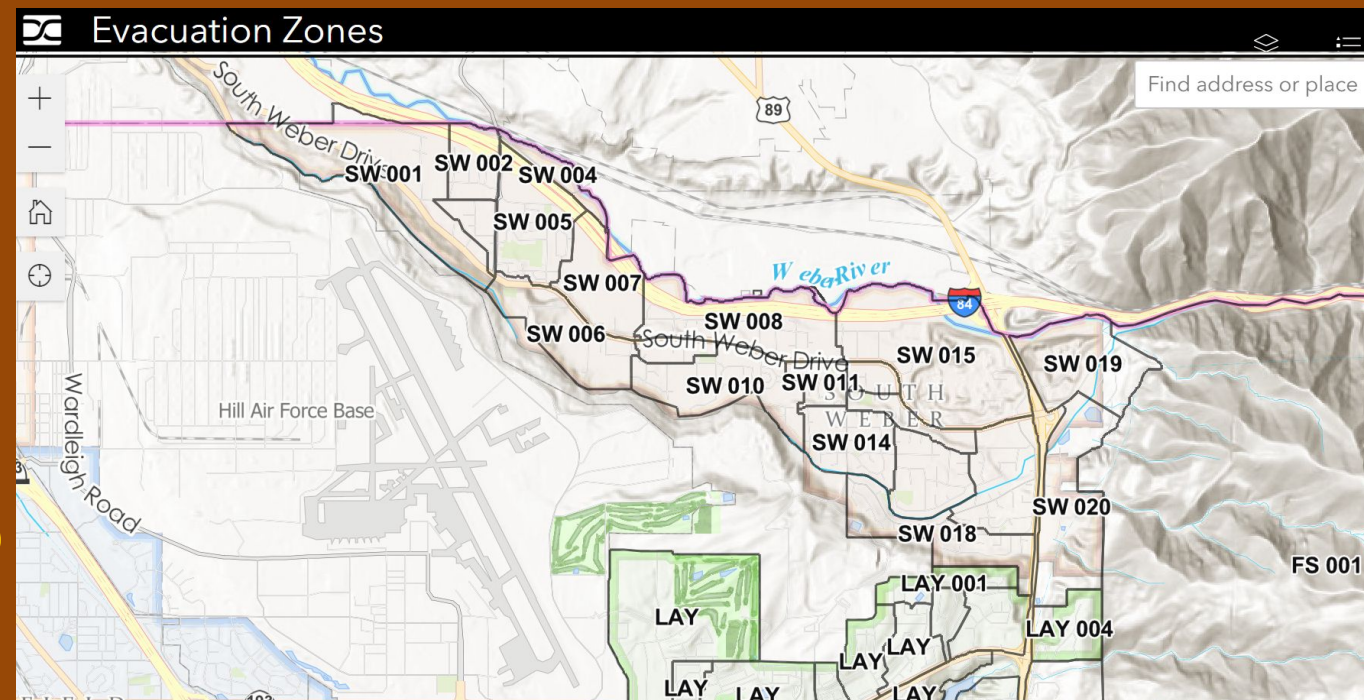 Evacuation Zones
Find address or place
South Weber Drive
89
SW 001
SW 002
SW 004
SW 005
Weber River
SW 007
84
SW 008
SW 006
South Weber Drive
SW 015
SW 019
SW 010
SW 011
SOUTH
WEBER
Hill Air Force Base
Wardleigh Road
SW 014
SW 020
SW 018
FS 001
LAY 001
LAY
LAY 004
LAY
LAY
LAY
LAY
LAY